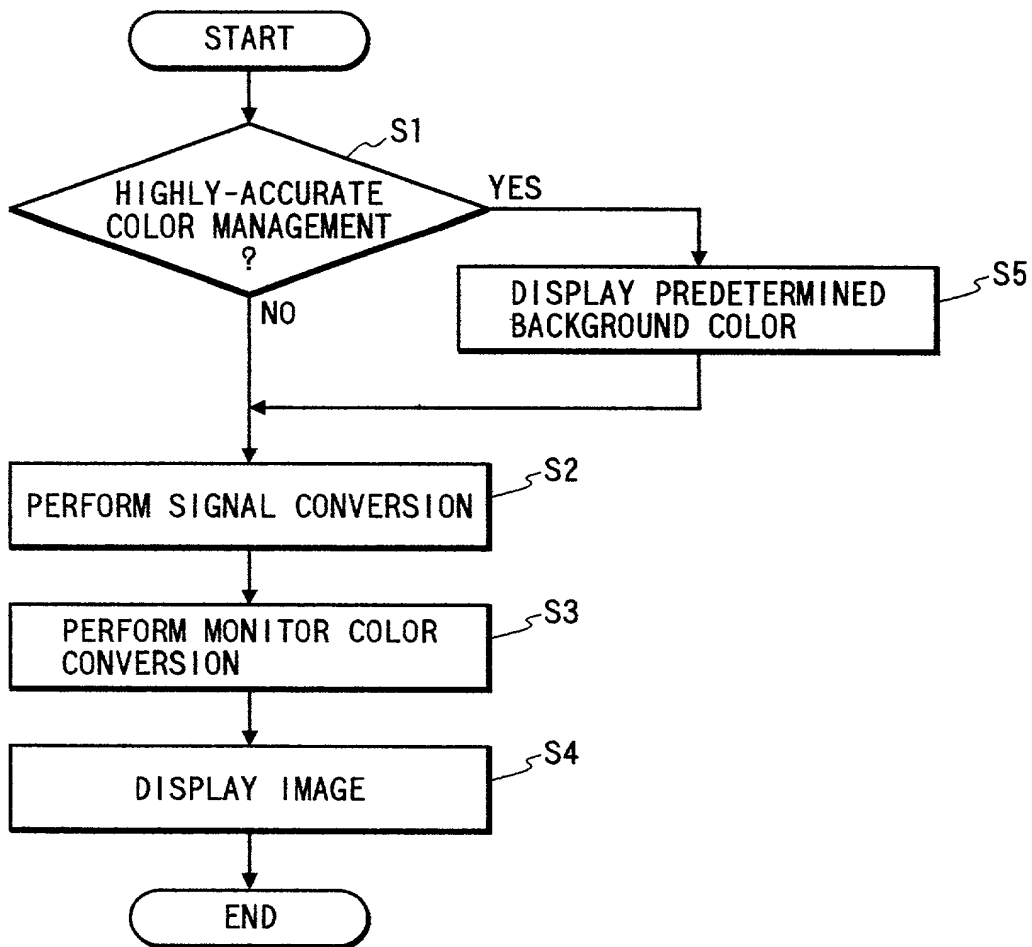 START
S1
HIGHLY-ACCURATE
COLOR MANAGEMENT
?
YES
NO
S5
DISPLAY PREDETERMINED
BACKGROUND COLOR
S2
PERFORM SIGNAL CONVERSION
S3
PERFORM MONITOR COLOR
CONVERSION
S4
DISPLAY IMAGE
END